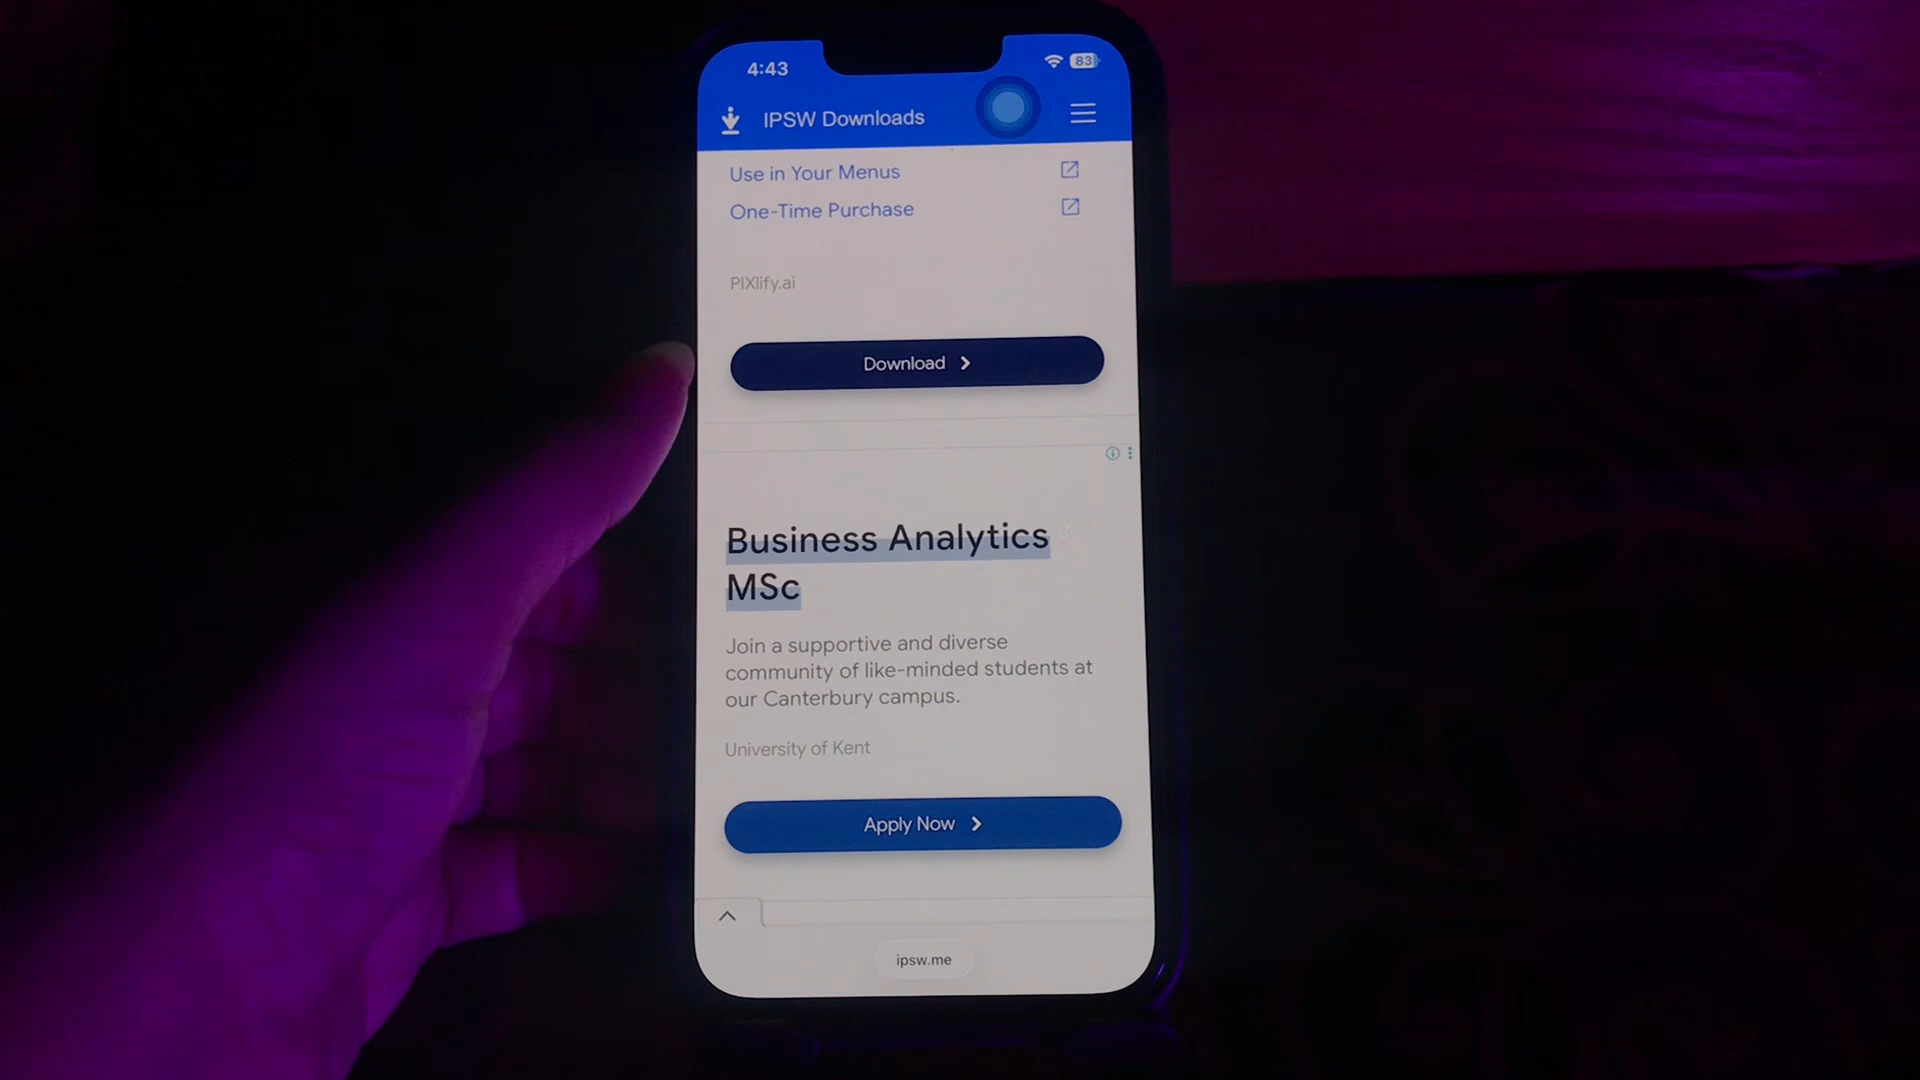 4:43
83
IPSW Downloads
Use in Your Menus
One-Time Purchase
PIXlify.ai
Download
Business Analytics
MSc
Join a supportive and diverse
community of like-minded students at
our Canterbury campus.
University of Kent
Apply Now
ipsw.me